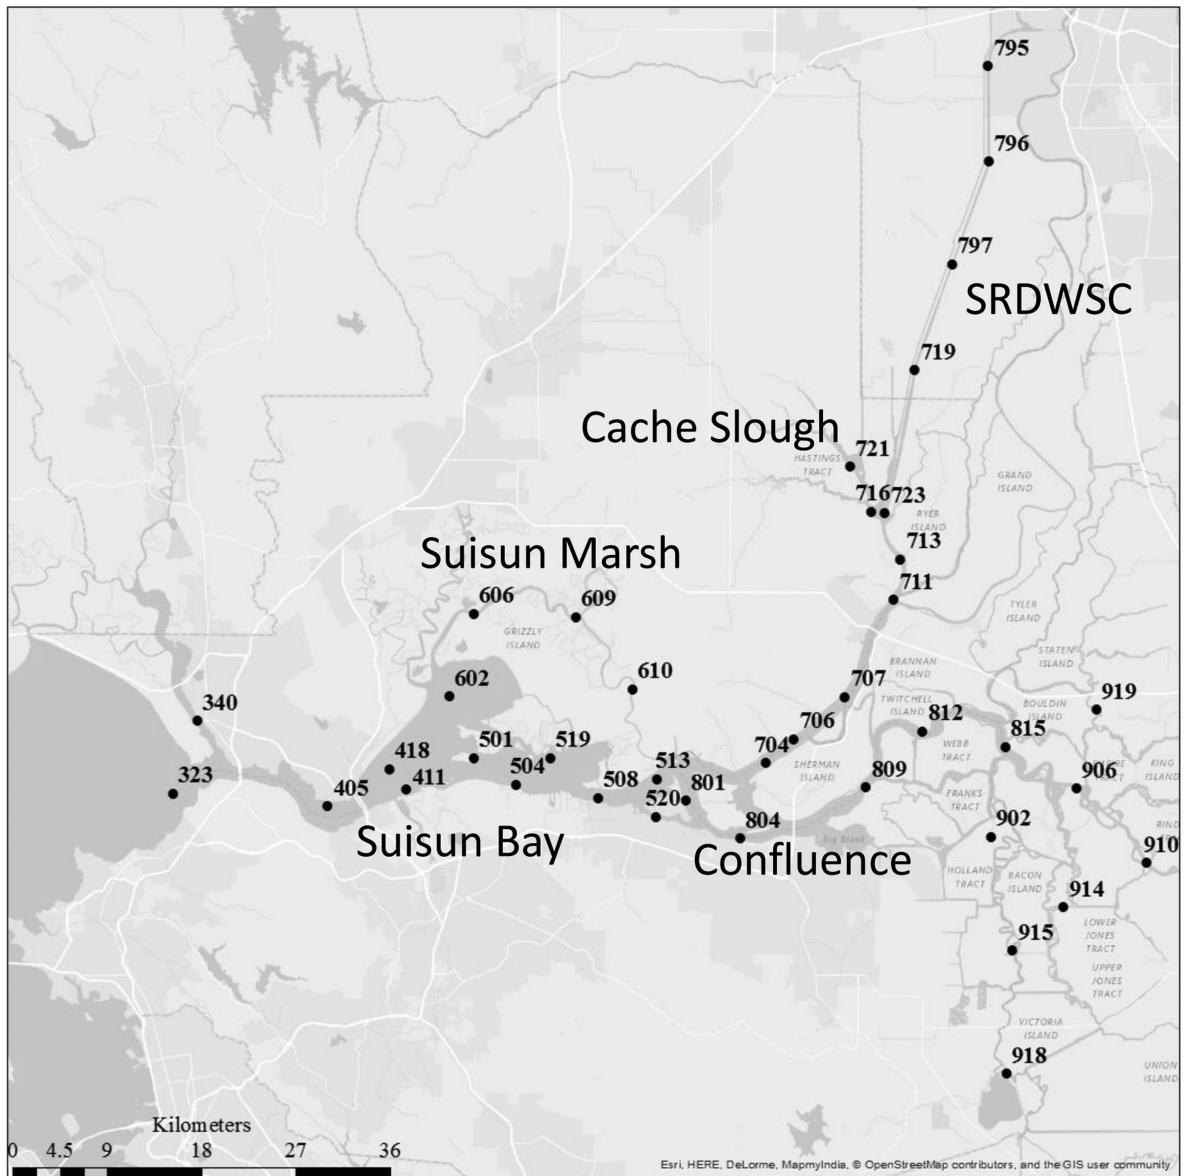 795
796
797
SRDWSC
719
Cache Slough
721
HASTINGS
TRACT
716
723
GRAND
ISLAND
RYER
ISLAND
713
Suisun Marsh
711
606
609
TYLER
ISLAND
GRIZZLY
ISLAND
STATEN
ISLAND
602
610
707
BRANNAN
ISLAND
TWITCHELL
ISLAND
919
340
706
812
BOULDIN
ISLAND
815
418
501
519
704
WEBB
TRACT
323
405
411
504
508
513
801
SHERMAN
ISLAND
809
906
KING
ISLAND
520
804
FRANKS
TRACT
902
Suisun Bay
Confluence
Big Break
910
HOLLAND
TRACT
BACON
ISLAND
914
915
LOWER
JONES
TRACT
UPPER
JONES
TRACT
VICTORIA
ISLAND
918
UNION
ISLAND
Kilometers
0 4.5 9 18 27 36
Esri, HERE, DeLorme, MapmyIndia, © OpenStreetMap contributors, and the GIS user community